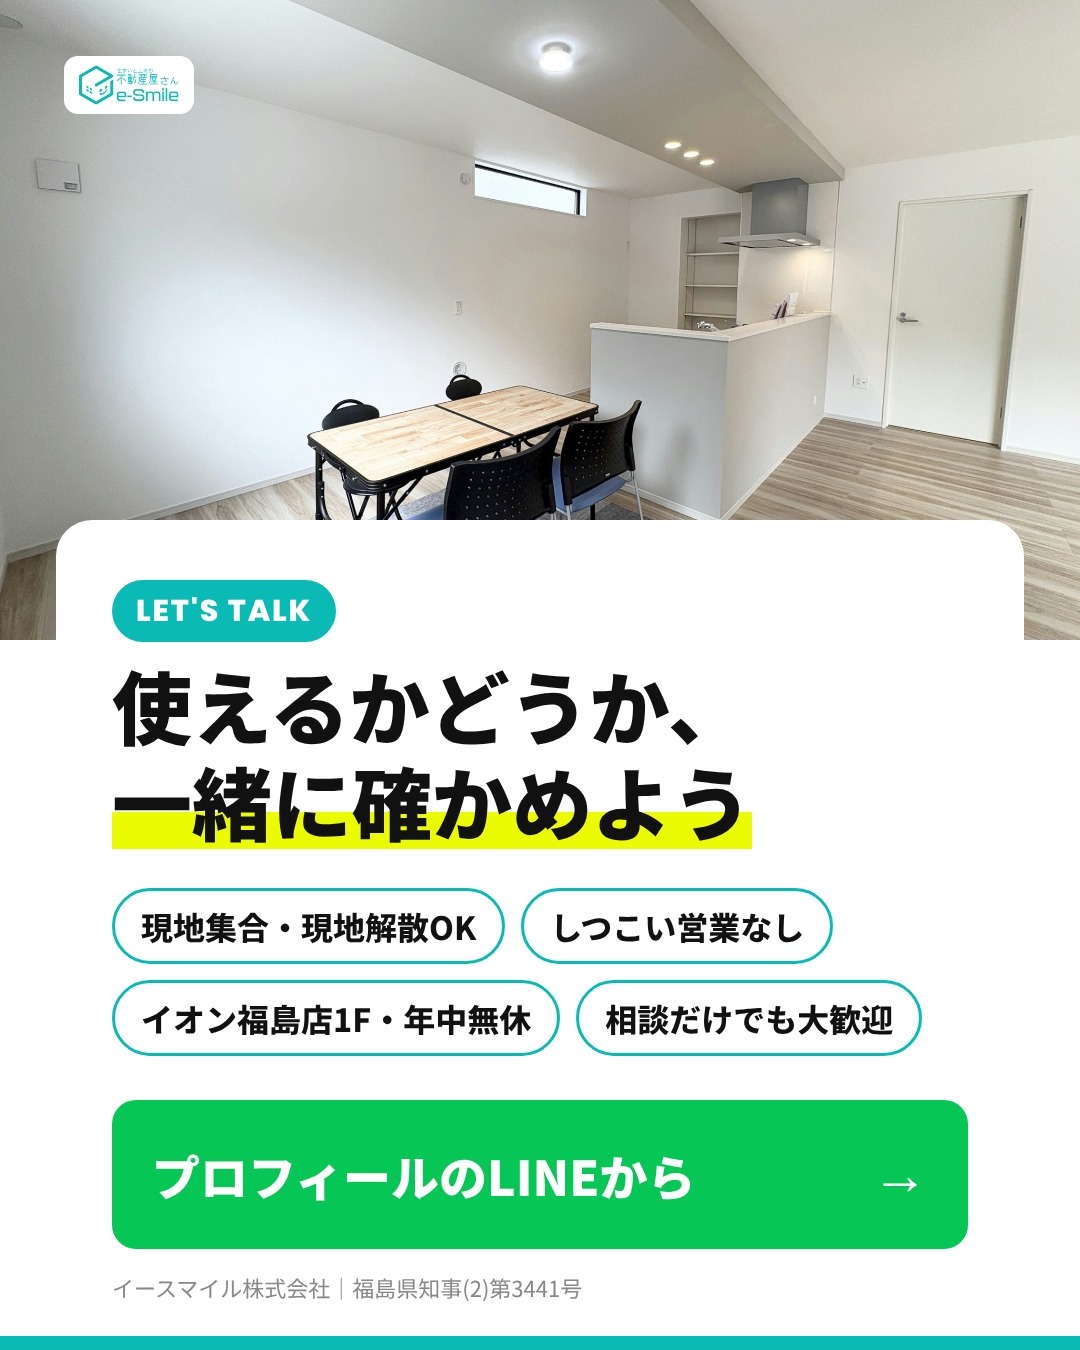 不動産屋さん
e-Smile
LET'S TALK
使えるかどうか、
一緒に確かめよう
現地集合・現地解散OK
しつこい営業なし
イオン福島店1F・年中無休
相談だけでも大歓迎
プロフィールのLINEから →
イースマイル株式会社｜福島県知事(2)第3441号